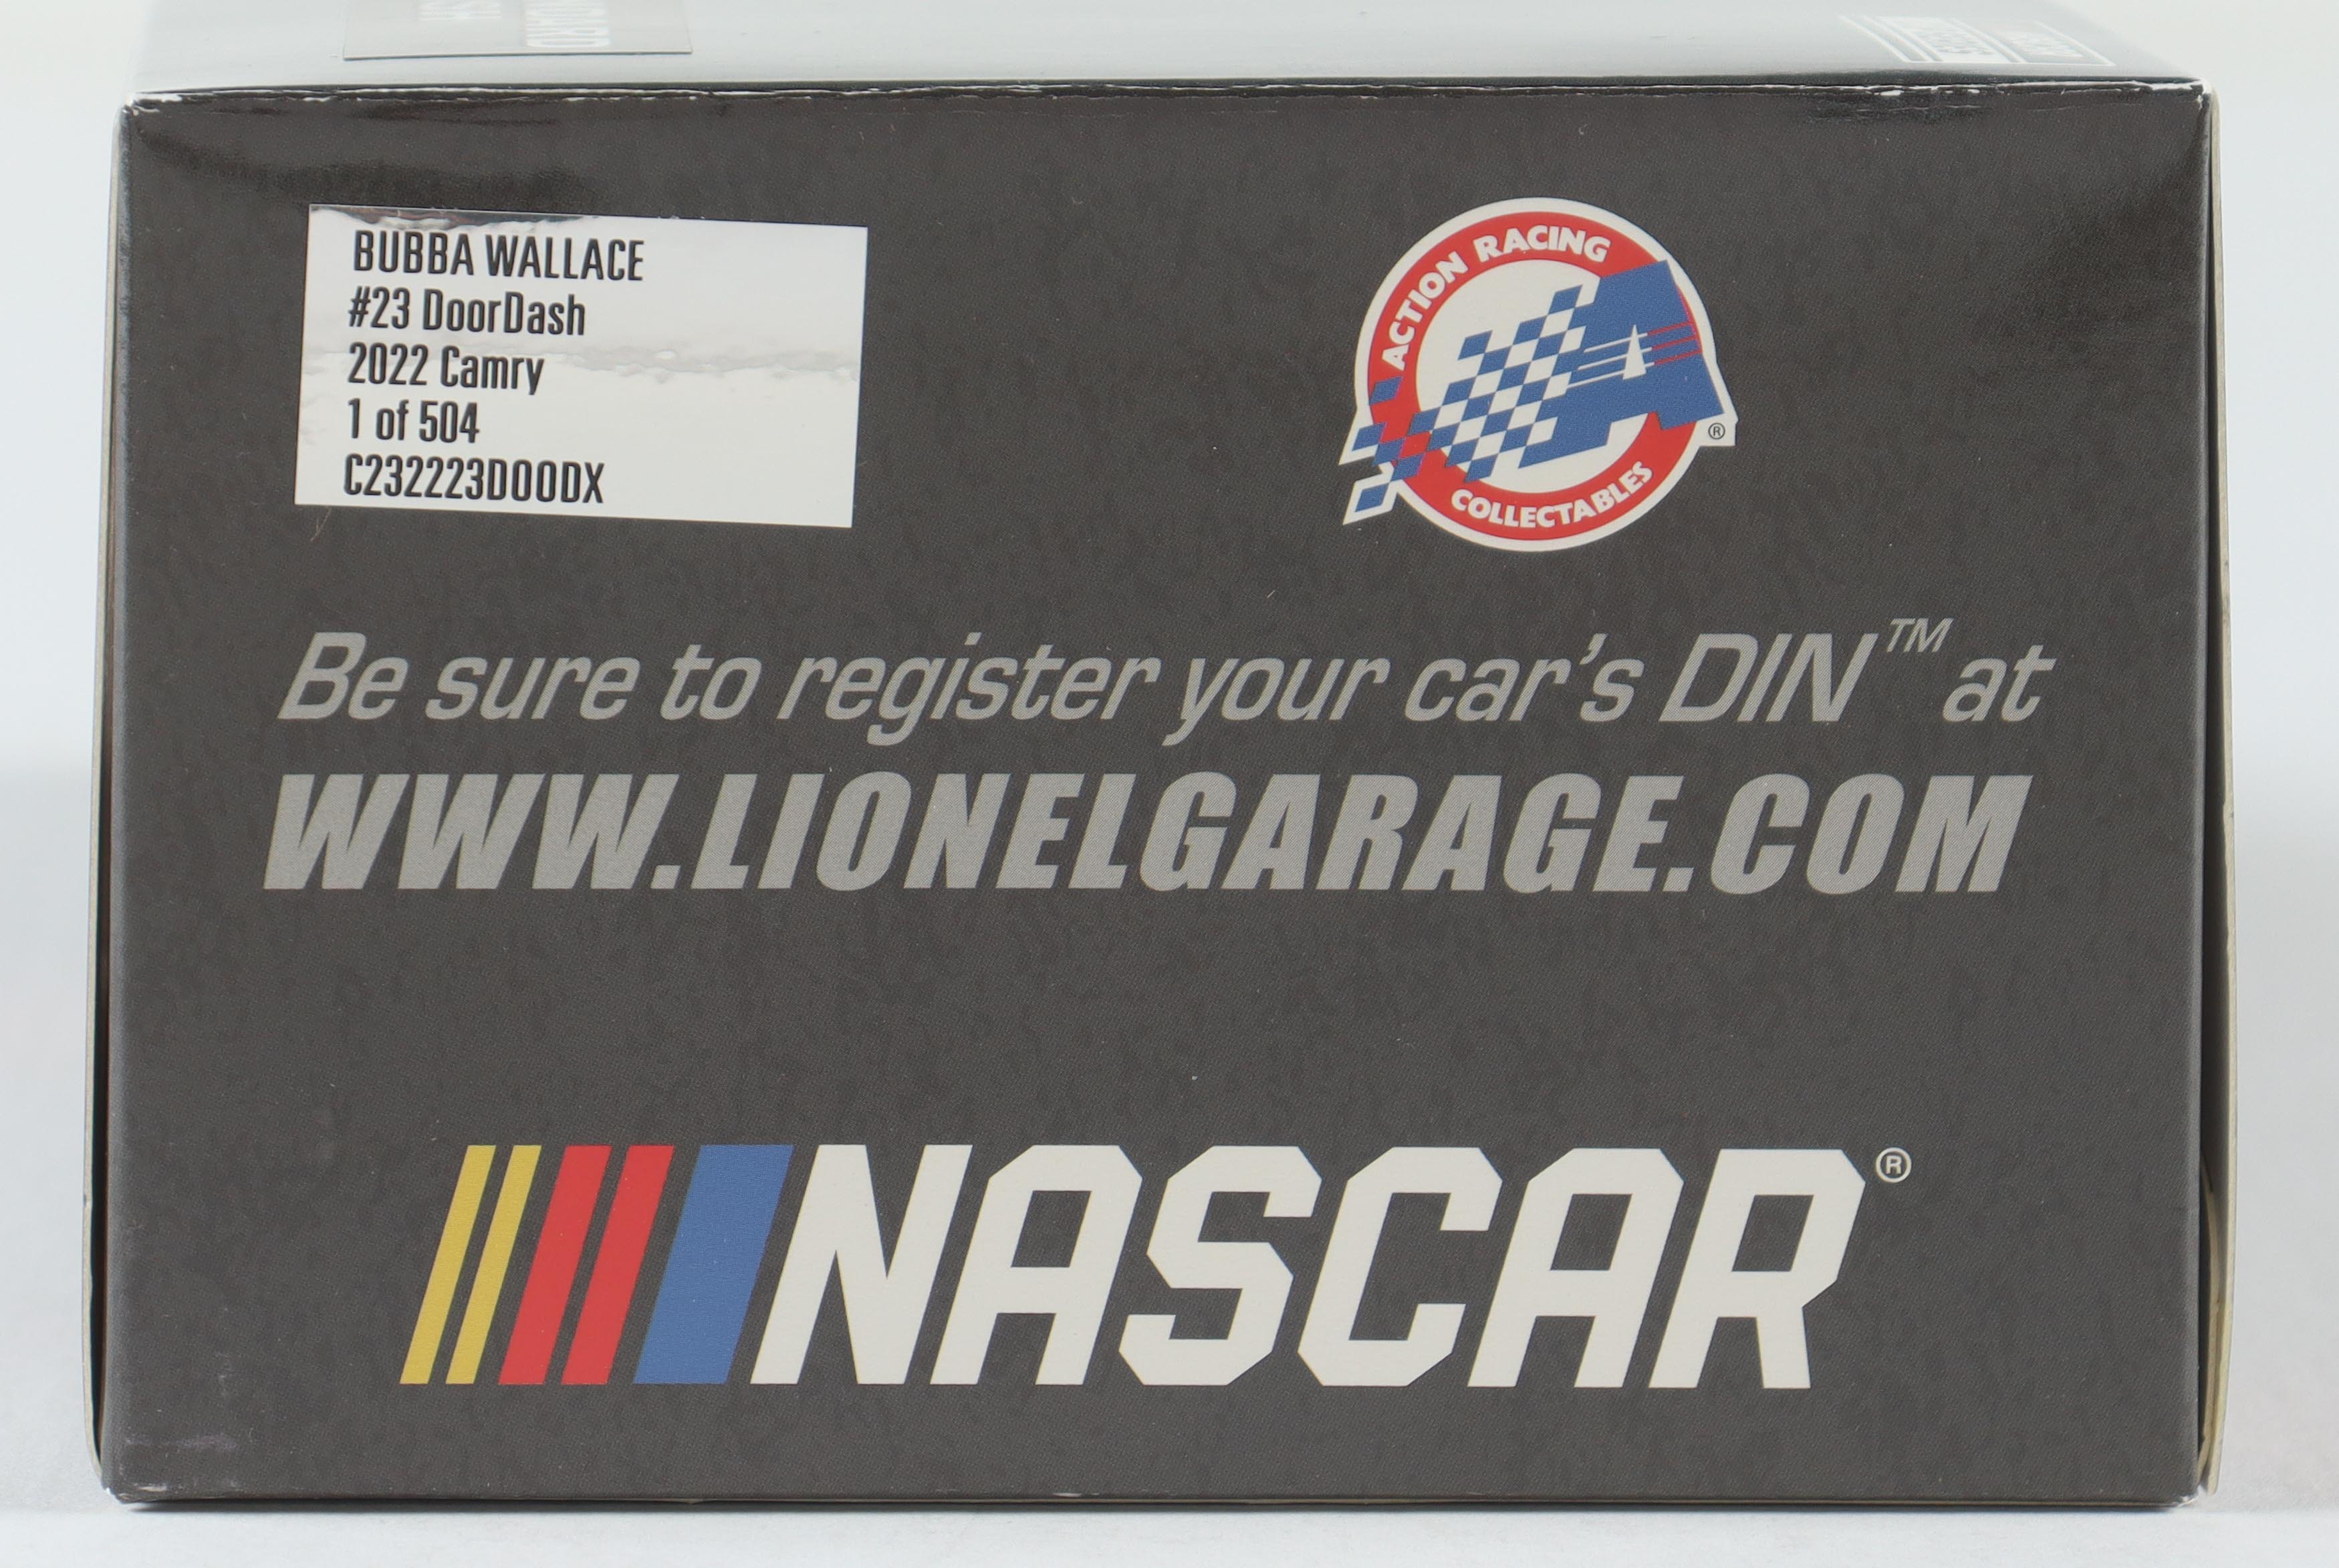 BUBBA WALLACE
#23 DoorDash
2022 Camry
1 of 504
C232223DOODX
ACTION RACING
COLLECTABLES
®
Be sure to register your car's DIN™ at
WWW.LIONELGARAGE.COM
NASCAR®